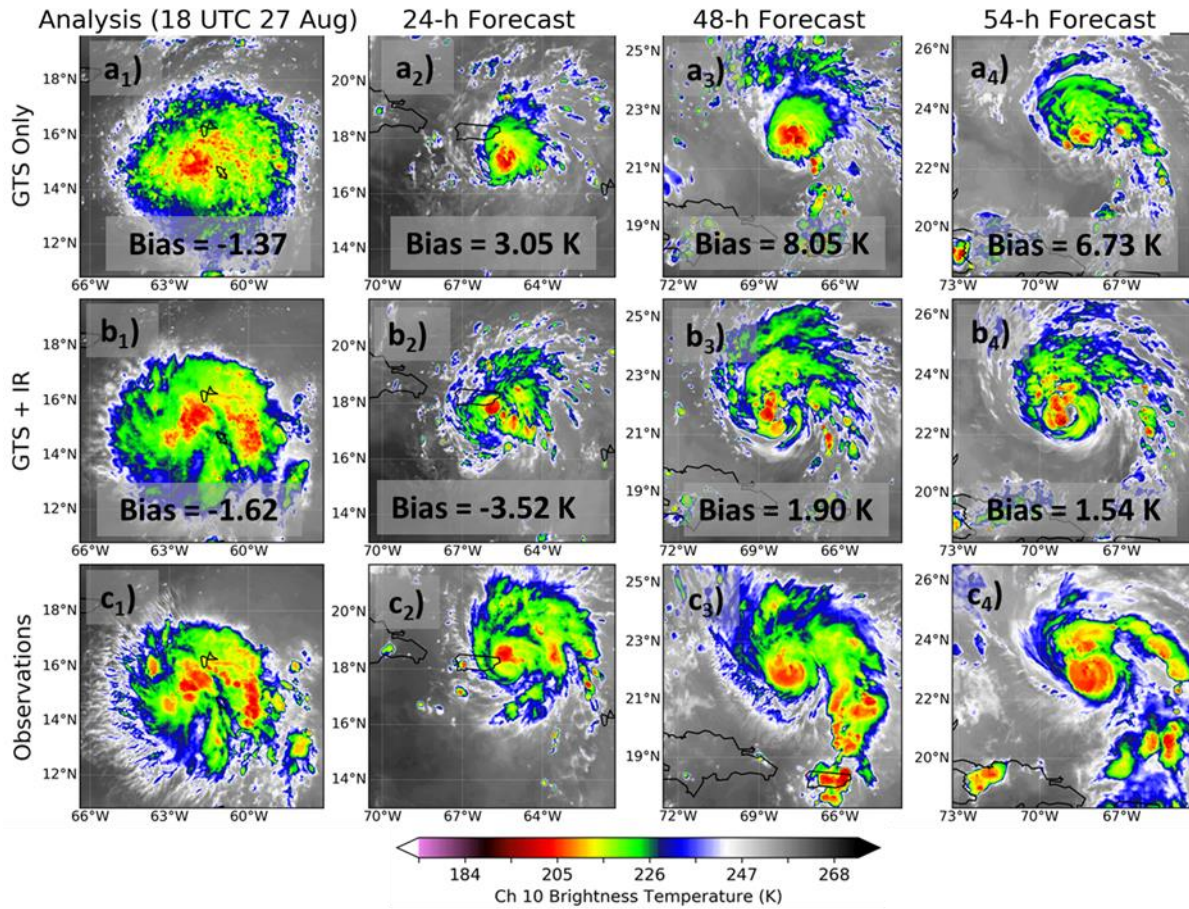 Analysis (18 UTC 27 Aug) 24-h Forecast 48-h Forecast 54-h Forecast
GTS Only
a₁) a₂) a₃) a₄)
18°N 20°N 25°N 26°N
16°N 18°N 23°N 24°N
14°N 16°N 21°N 22°N
12°N 14°N 19°N 20°N
Bias = -1.37 Bias = 3.05 K Bias = 8.05 K Bias = 6.73 K
66°W 63°W 60°W 70°W 67°W 64°W 72°W 69°W 66°W 73°W 70°W 67°W
GTS + IR
b₁) b₂) b₃) b₄)
18°N 20°N 25°N 26°N
16°N 18°N 23°N 24°N
14°N 16°N 21°N 22°N
12°N 14°N 19°N 20°N
Bias = -1.62 Bias = -3.52 K Bias = 1.90 K Bias = 1.54 K
66°W 63°W 60°W 70°W 67°W 64°W 72°W 69°W 66°W 73°W 70°W 67°W
Observations
c₁) c₂) c₃) c₄)
18°N 20°N 25°N 26°N
16°N 18°N 23°N 24°N
14°N 16°N 21°N 22°N
12°N 14°N 19°N 20°N
66°W 63°W 60°W 70°W 67°W 64°W 72°W 69°W 66°W 73°W 70°W 67°W
184 205 226 247 268
Ch 10 Brightness Temperature (K)